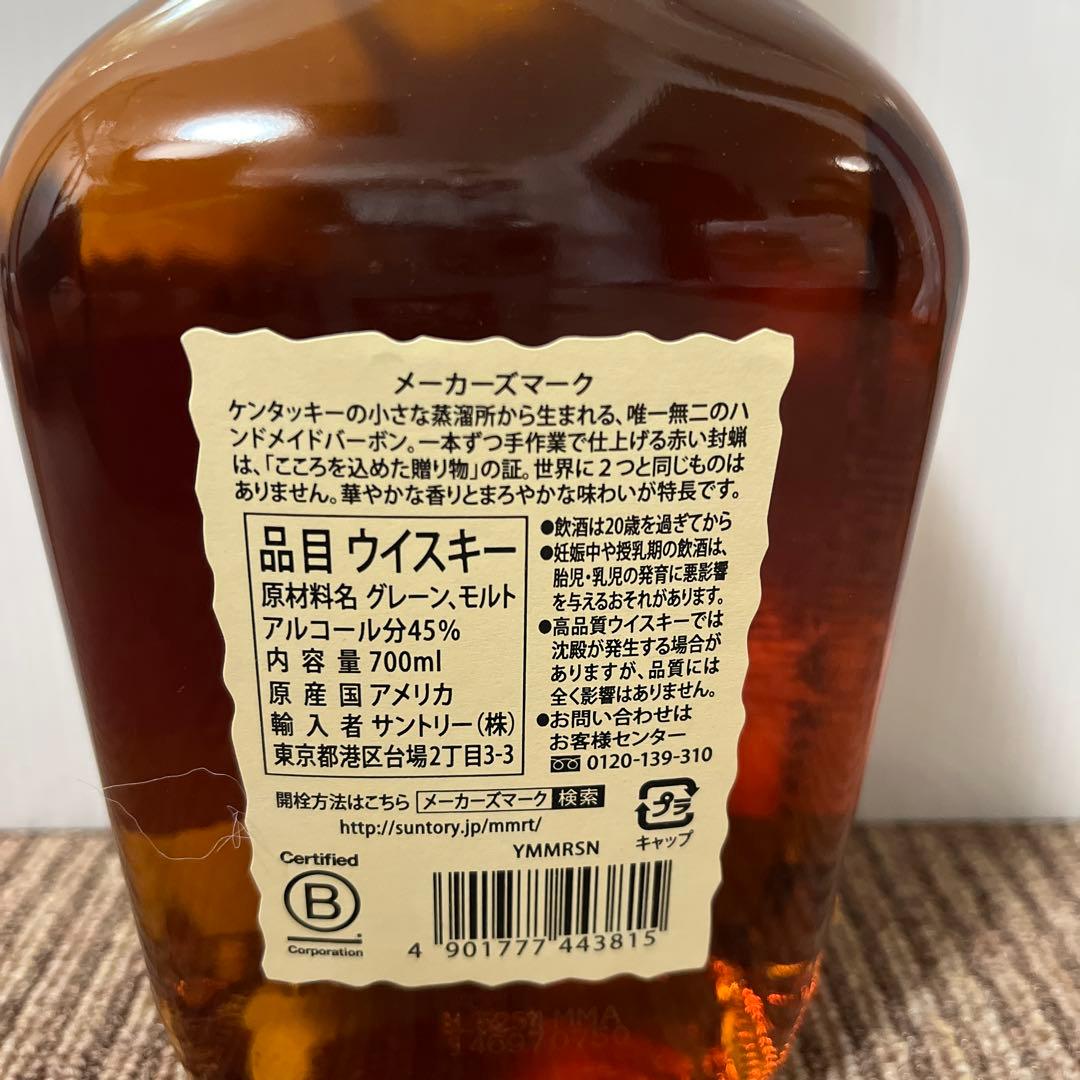 メーカーズマーク
ケンタッキーの小さな蒸溜所から生まれる、唯一無二のハ
ンドメイドバーボン。一本ずつ手作業で仕上げる赤い封蝋
は、「こころを込めた贈り物」の証。世界に2つと同じものは
ありません。華やかな香りとまろやかな味わいが特長です。
品目 ウイスキー
原材料名 グレーン、モルト
アルコール分45%
内容量 700ml
原産国 アメリカ
輸入者 サントリー(株)
東京都港区台場2丁目3-3
●飲酒は20歳を過ぎてから
●妊娠中や授乳期の飲酒は、
胎児・乳児の発育に悪影響
を与えるおそれがあります。
●高品質ウイスキーでは
沈殿が発生する場合が
ありますが、品質には
全く影響はありません。
●お問い合わせは
お客様センター
0120-139-310
開栓方法はこちら メーカーズマーク 検索
http://suntory.jp/mmrt/
プラ
キャップ
YMMRSN
Certified
B
Corporation
4 901777 443815